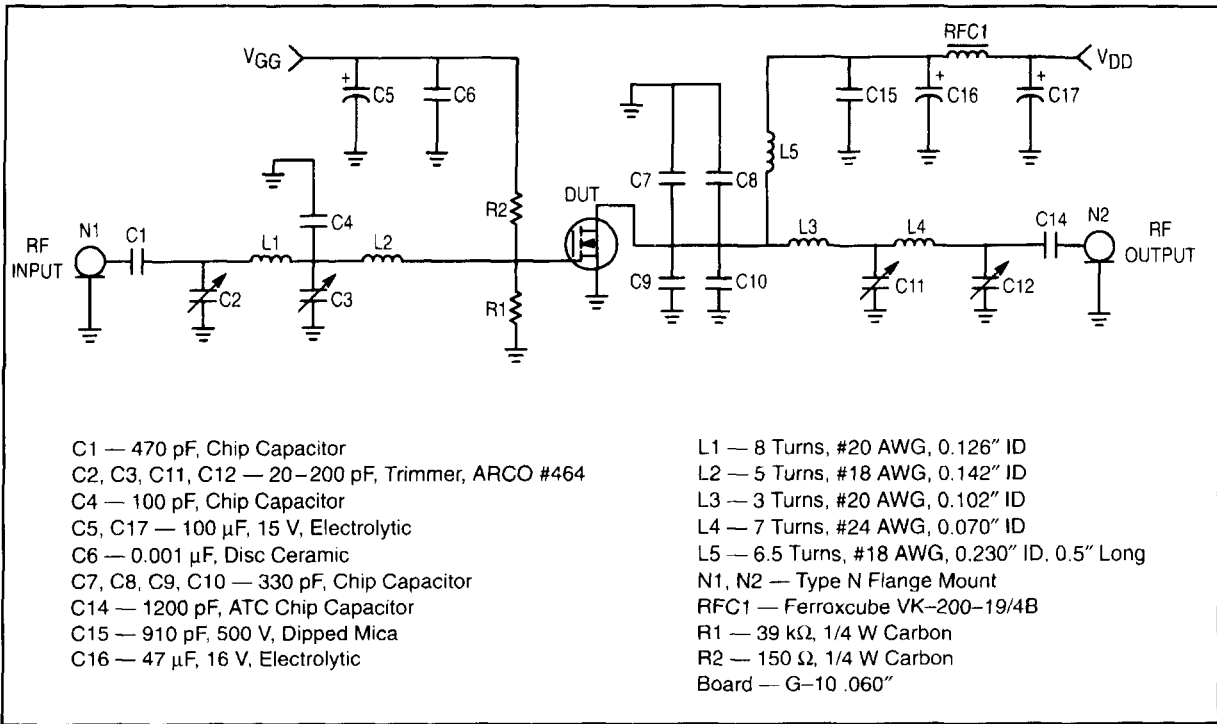 RFC1
VGG
VDD
C5
C6
C15
C16
C17
L5
C7
C8
DUT
R2
C4
N1
C1
L1
L2
L3
L4
C14
N2
RF
INPUT
RF
OUTPUT
C2
C3
R1
C9
C10
C11
C12
+
+
+
C1 — 470 pF, Chip Capacitor
C2, C3, C11, C12 — 20–200 pF, Trimmer, ARCO #464
C4 — 100 pF, Chip Capacitor
C5, C17 — 100 μF, 15 V, Electrolytic
C6 — 0.001 μF, Disc Ceramic
C7, C8, C9, C10 — 330 pF, Chip Capacitor
C14 — 1200 pF, ATC Chip Capacitor
C15 — 910 pF, 500 V, Dipped Mica
C16 — 47 μF, 16 V, Electrolytic
L1 — 8 Turns, #20 AWG, 0.126″ ID
L2 — 5 Turns, #18 AWG, 0.142″ ID
L3 — 3 Turns, #20 AWG, 0.102″ ID
L4 — 7 Turns, #24 AWG, 0.070″ ID
L5 — 6.5 Turns, #18 AWG, 0.230″ ID, 0.5″ Long
N1, N2 — Type N Flange Mount
RFC1 — Ferroxcube VK–200–19/4B
R1 — 39 kΩ, 1/4 W Carbon
R2 — 150 Ω, 1/4 W Carbon
Board — G–10 .060″